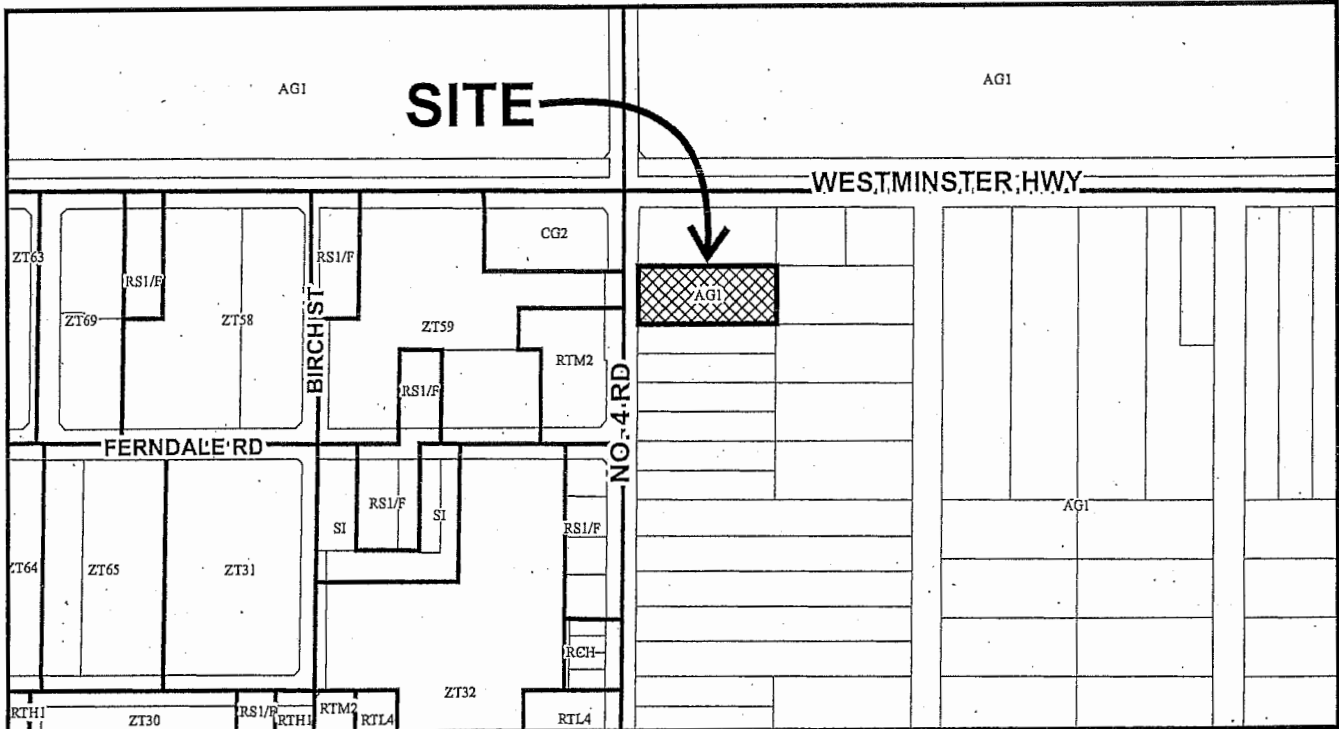 AG1
AG1
SITE
WESTMINSTER HWY
ZT63
RS1/F
RS1/F
CG2
AG1
ZT69
ZT58
ZT59
BIRCH ST
RTM2
RS1/F
NO. 4 RD
FERNDALE RD
SI
RS1/F
SI
RS1/F
AG1
ZT64
ZT65
ZT31
RCH
ZT32
RTH1
ZT30
RS1/F
RTH1
RTM2
RTL4
RTL4